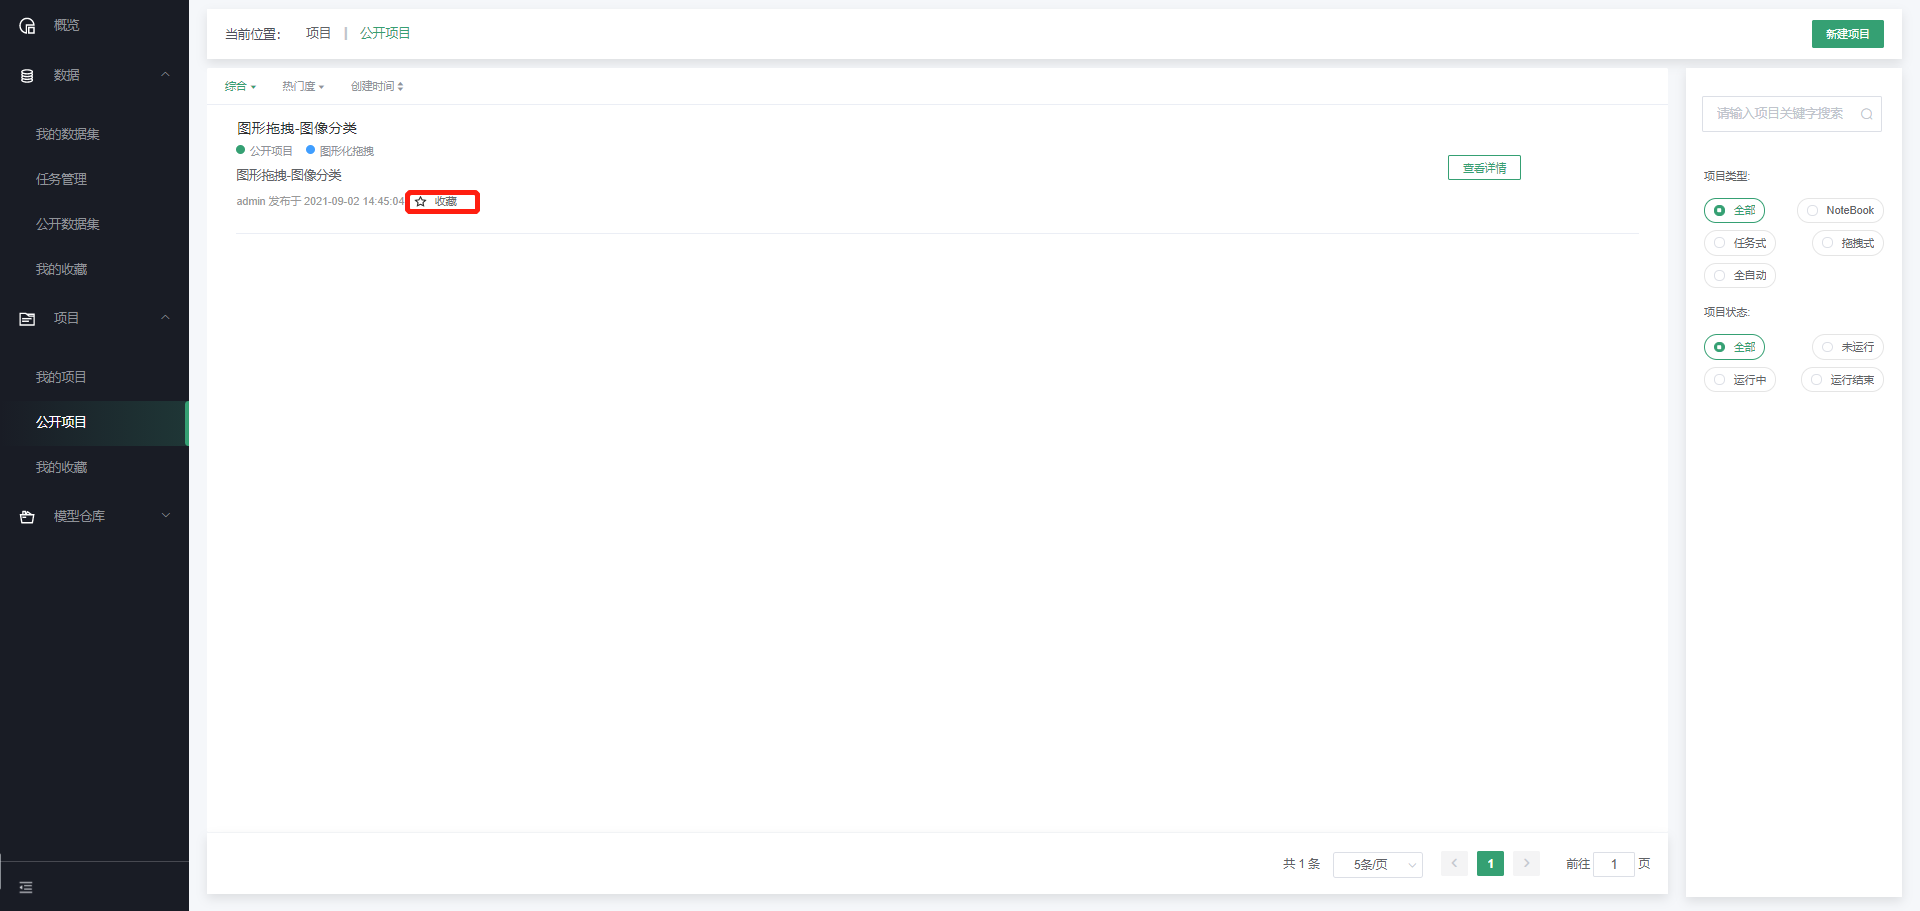 概览
数据
我的数据集
任务管理
公开数据集
我的收藏
项目
我的项目
公开项目
我的收藏
模型仓库
当前位置: 项目 | 公开项目
新建项目
综合 热门度 创建时间
图形拖拽-图像分类
公开项目 图形化拖拽
图形拖拽-图像分类
admin 发布于 2021-09-02 14:45:04 收藏
查看详情
共 1 条 5条/页 1 前往 1 页
请输入项目关键字搜索
项目类型:
全部 NoteBook
任务式 拖拽式
全自动
项目状态:
全部 未运行
运行中 运行结束